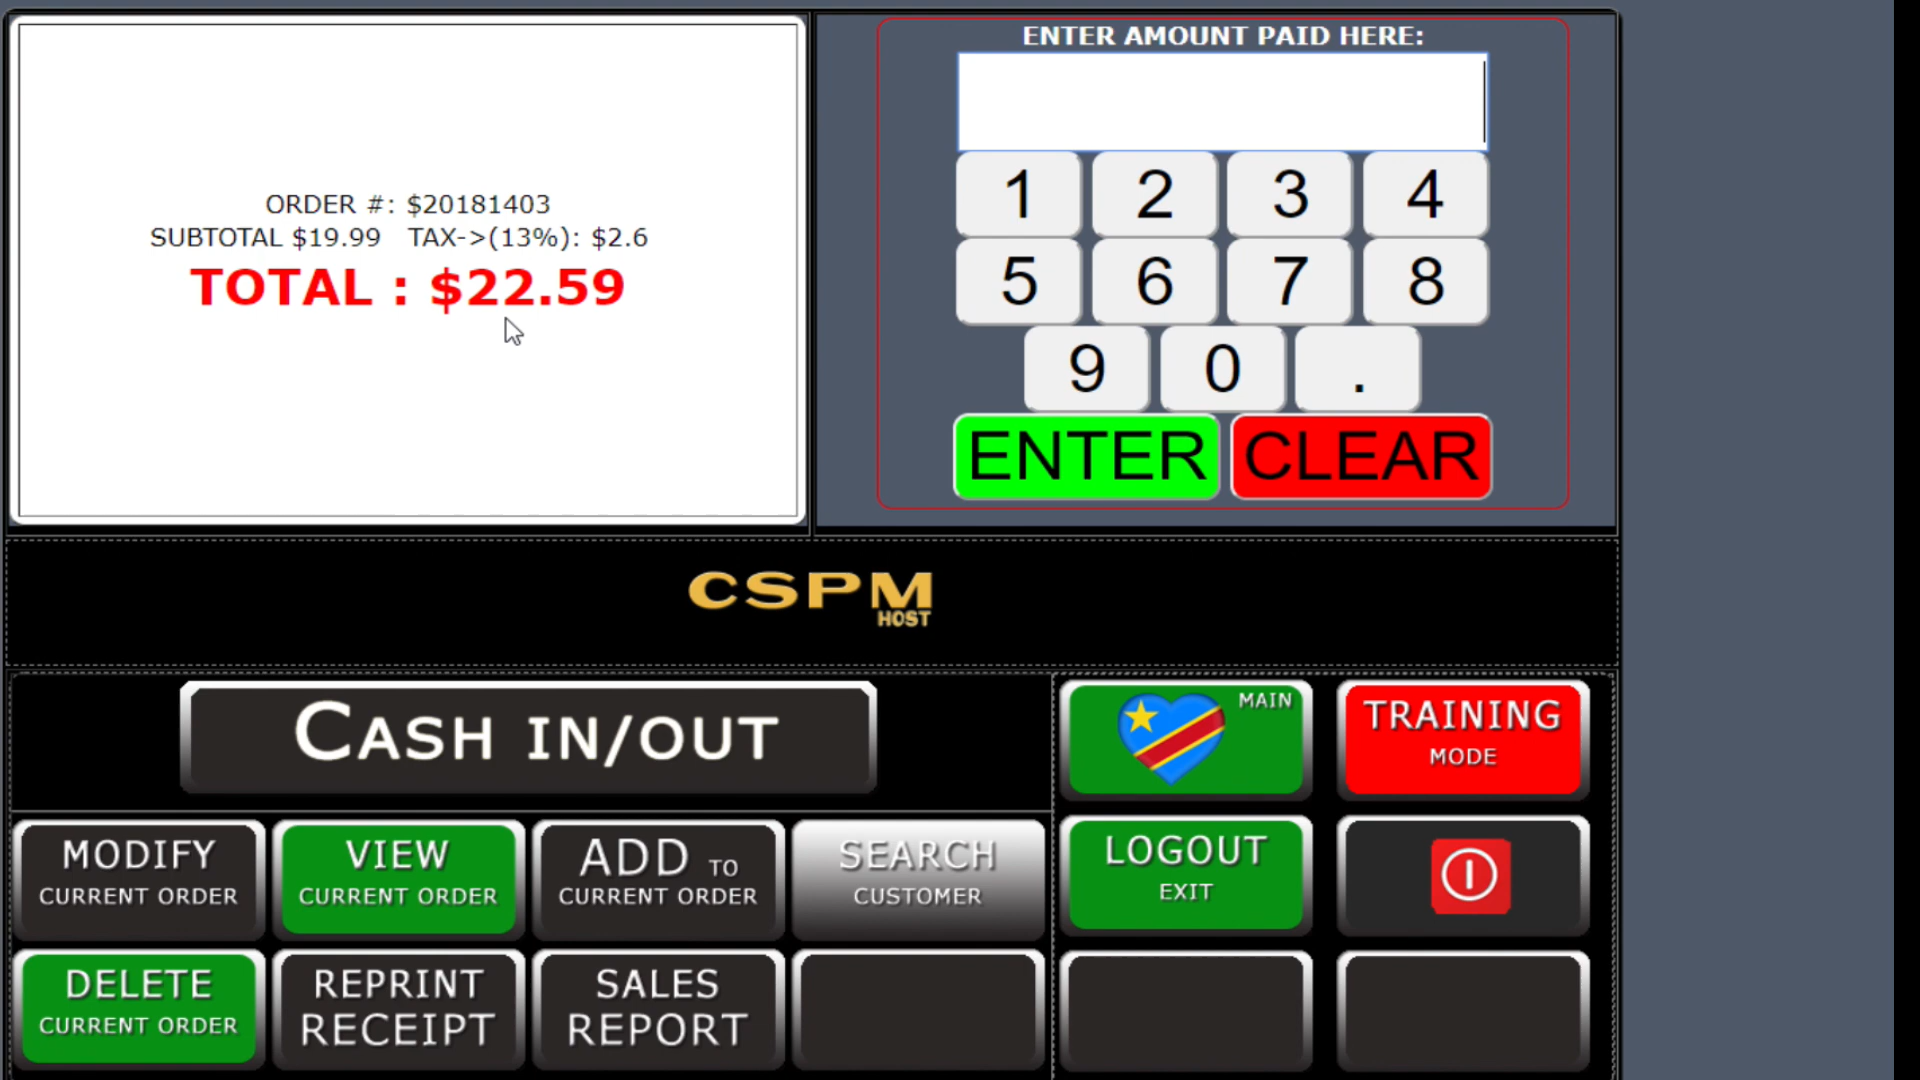 ORDER #: $20181403
SUBTOTAL $19.99 TAX->(13%): $2.6
TOTAL : $22.59
ENTER AMOUNT PAID HERE:
1 2 3 4
5 6 7 8
9 0 .
ENTER CLEAR
CSPM
HOST
CASH IN/OUT
MAIN
TRAINING
MODE
MODIFY
CURRENT ORDER
VIEW
CURRENT ORDER
ADD TO
CURRENT ORDER
SEARCH
CUSTOMER
LOGOUT
EXIT
DELETE
CURRENT ORDER
REPRINT
RECEIPT
SALES
REPORT